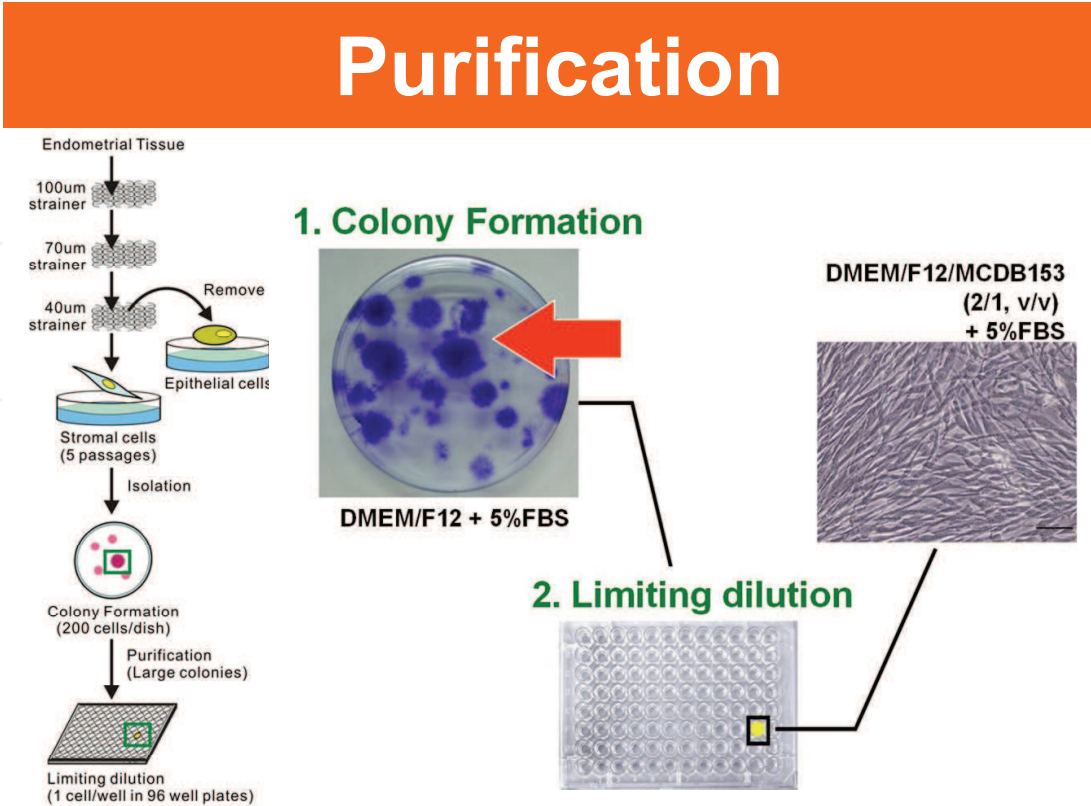 Purification
Endometrial Tissue
100um
strainer
70um
strainer
40um
strainer
Remove
Epithelial cells
Stromal cells
(5 passages)
Isolation
Colony Formation
(200 cells/dish)
Purification
(Large colonies)
Limiting dilution
(1 cell/well in 96 well plates)
1. Colony Formation
DMEM/F12 + 5%FBS
2. Limiting dilution
DMEM/F12/MCDB153
(2/1, v/v)
+ 5%FBS